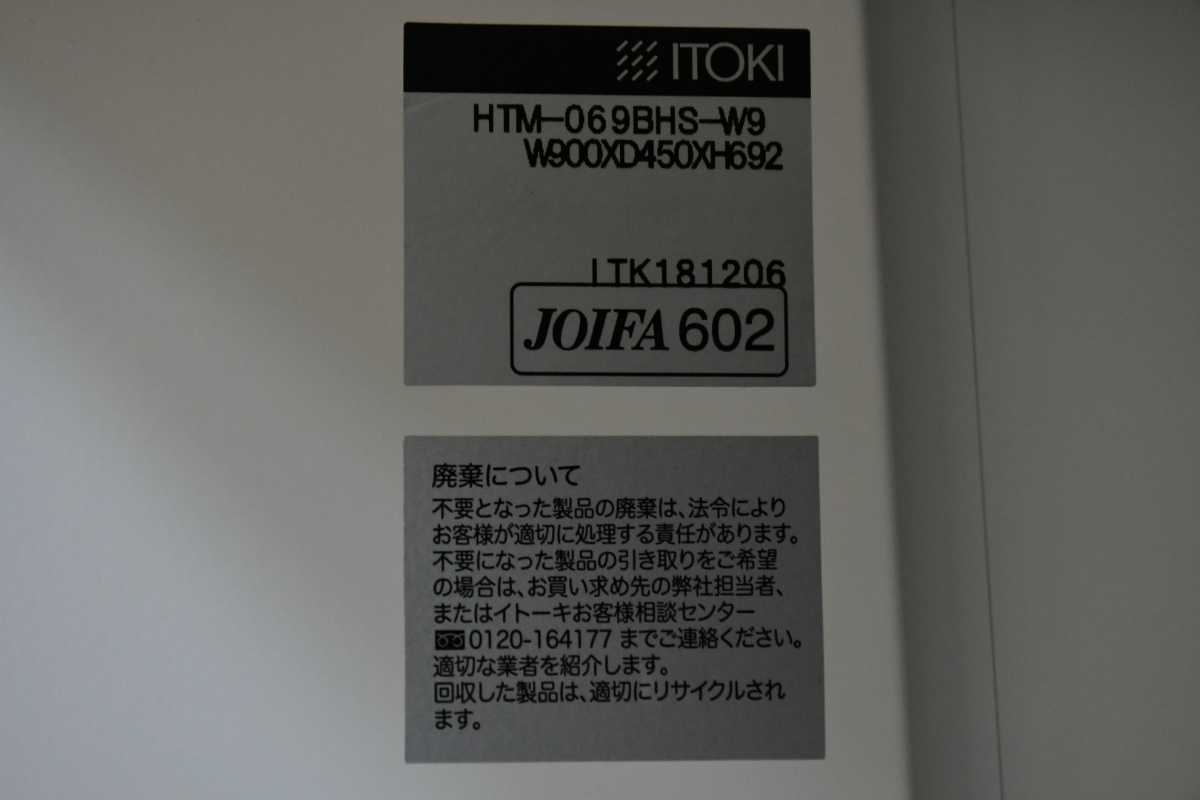 ITOKI
HTM-069BHS-W9
W900XD450XH692
ITK181206
JOIFA 602
廃棄について
不要となった製品の廃棄は、法令により
お客様が適切に処理する責任があります。
不要になった製品の引き取りをご希望
の場合は、お買い求め先の弊社担当者、
またはイトーキお客様相談センター
0120-164177 までご連絡ください。
適切な業者を紹介します。
回収した製品は、適切にリサイクルされ
ます。